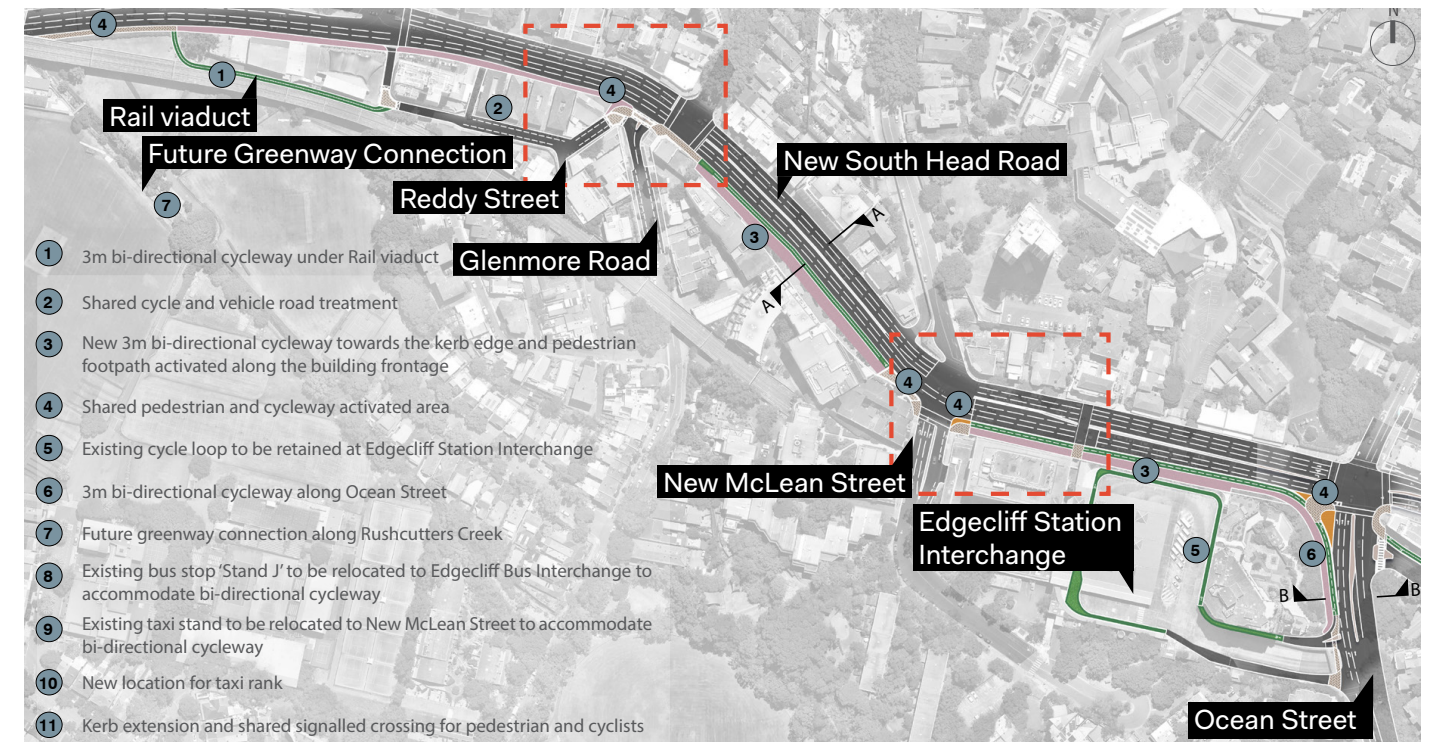 N
4
1
Rail viaduct
2
4
Future Greenway Connection
New South Head Road
Reddy Street
7
A
3
Glenmore Road
A
1 3m bi-directional cycleway under Rail viaduct
2 Shared cycle and vehicle road treatment
3 New 3m bi-directional cycleway towards the kerb edge and pedestrian
footpath activated along the building frontage
4 Shared pedestrian and cycleway activated area
5 Existing cycle loop to be retained at Edgecliff Station Interchange
6 3m bi-directional cycleway along Ocean Street
7 Future greenway connection along Rushcutters Creek
8 Existing bus stop ‘Stand J’ to be relocated to Edgecliff Bus Interchange to
accommodate bi-directional cycleway
9 Existing taxi stand to be relocated to New McLean Street to accommodate
bi-directional cycleway
10 New location for taxi rank
11 Kerb extension and shared signalled crossing for pedestrian and cyclists
4
4
New McLean Street
3
4
Edgecliff Station
Interchange
5
6
B
B
Ocean Street